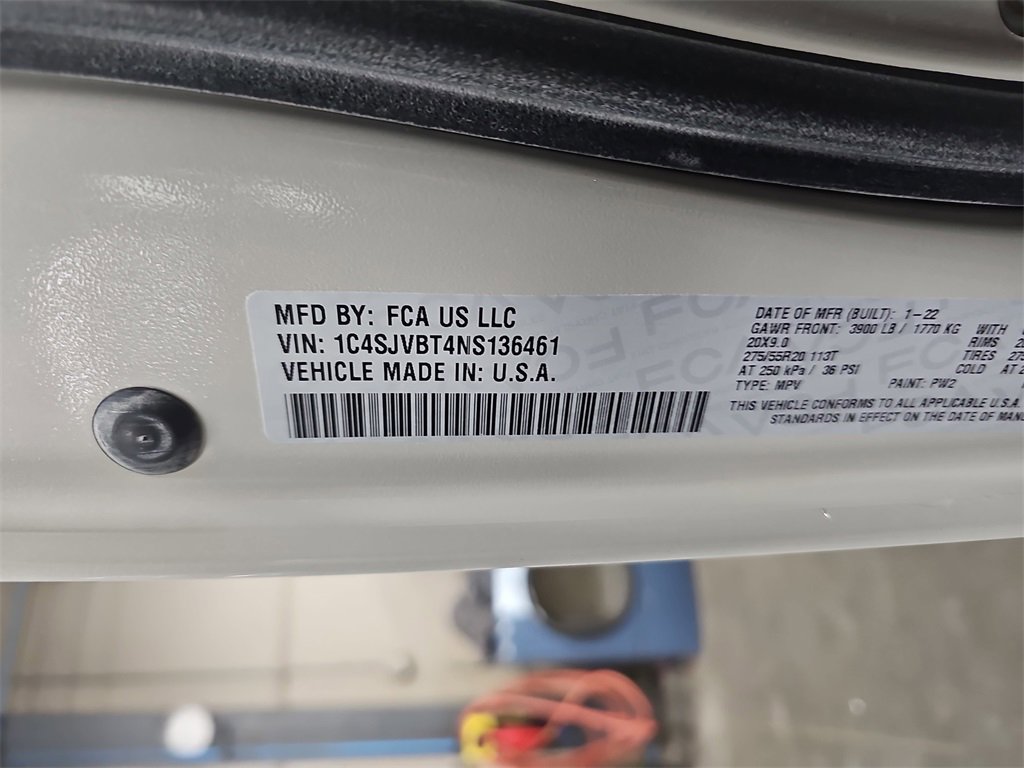 MFD BY: FCA US LLC
VIN: 1C4SJVBT4NS136461
VEHICLE MADE IN: U.S.A.
DATE OF MFR (BUILT): 1-22
GAWR FRONT: 3900 LB / 1770 KG WITH
20X9.0 RIMS
275/55R20 113T TIRES
AT 250 kPa / 36 PSI COLD AT
TYPE: MPV PAINT: PW2
THIS VEHICLE CONFORMS TO ALL APPLICABLE U.S.A.
STANDARDS IN EFFECT ON THE DATE OF